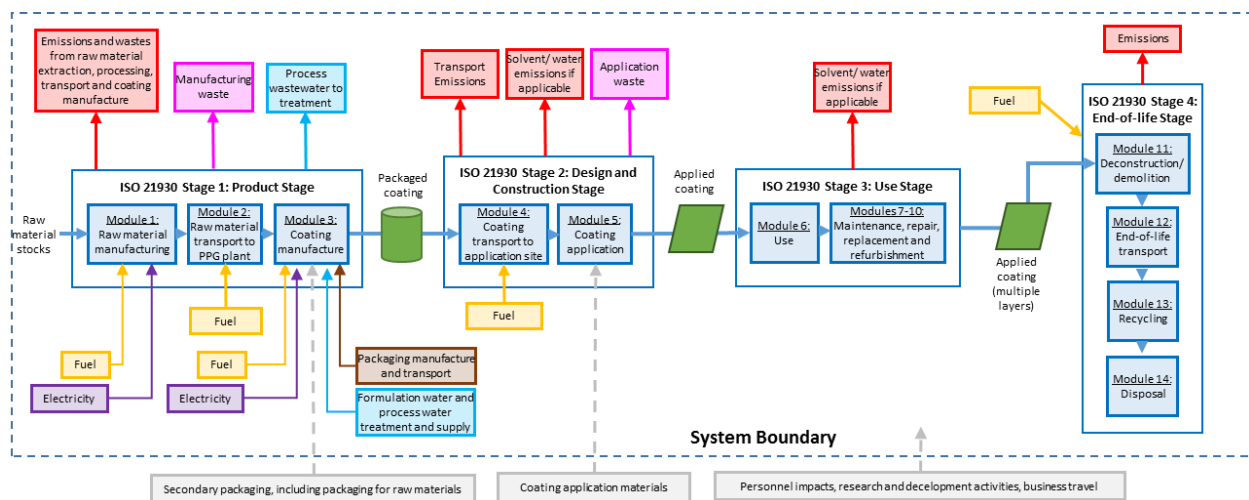 Emissions and wastes
from raw material
extraction, processing,
transport and coating
manufacture
Manufacturing
waste
Process
wastewater to
treatment
Transport
Emissions
Solvent/ water
emissions if
applicable
Application
waste
Solvent/ water
emissions if
applicable
Emissions
Fuel
ISO 21930 Stage 1: Product Stage
Raw
material
stocks
Module 1:
Raw material
manufacturing
Module 2:
Raw material
transport to
PPG plant
Module 3:
Coating
manufacture
Packaged
coating
ISO 21930 Stage 2: Design and
Construction Stage
Module 4:
Coating
transport to
application site
Module 5:
Coating
application
Applied
coating
ISO 21930 Stage 3: Use Stage
Module 6:
Use
Modules 7-10:
Maintenance, repair,
replacement and
refurbishment
Applied
coating
(multiple
layers)
ISO 21930 Stage 4:
End-of-life Stage
Module 11:
Deconstruction/
demolition
Module 12:
End-of-life
transport
Module 13:
Recycling
Module 14:
Disposal
Fuel
Electricity
Fuel
Fuel
Electricity
Packaging manufacture
and transport
Formulation water and
process water
treatment and supply
Fuel
System Boundary
Secondary packaging, including packaging for raw materials
Coating application materials
Personnel impacts, research and development activities, business travel